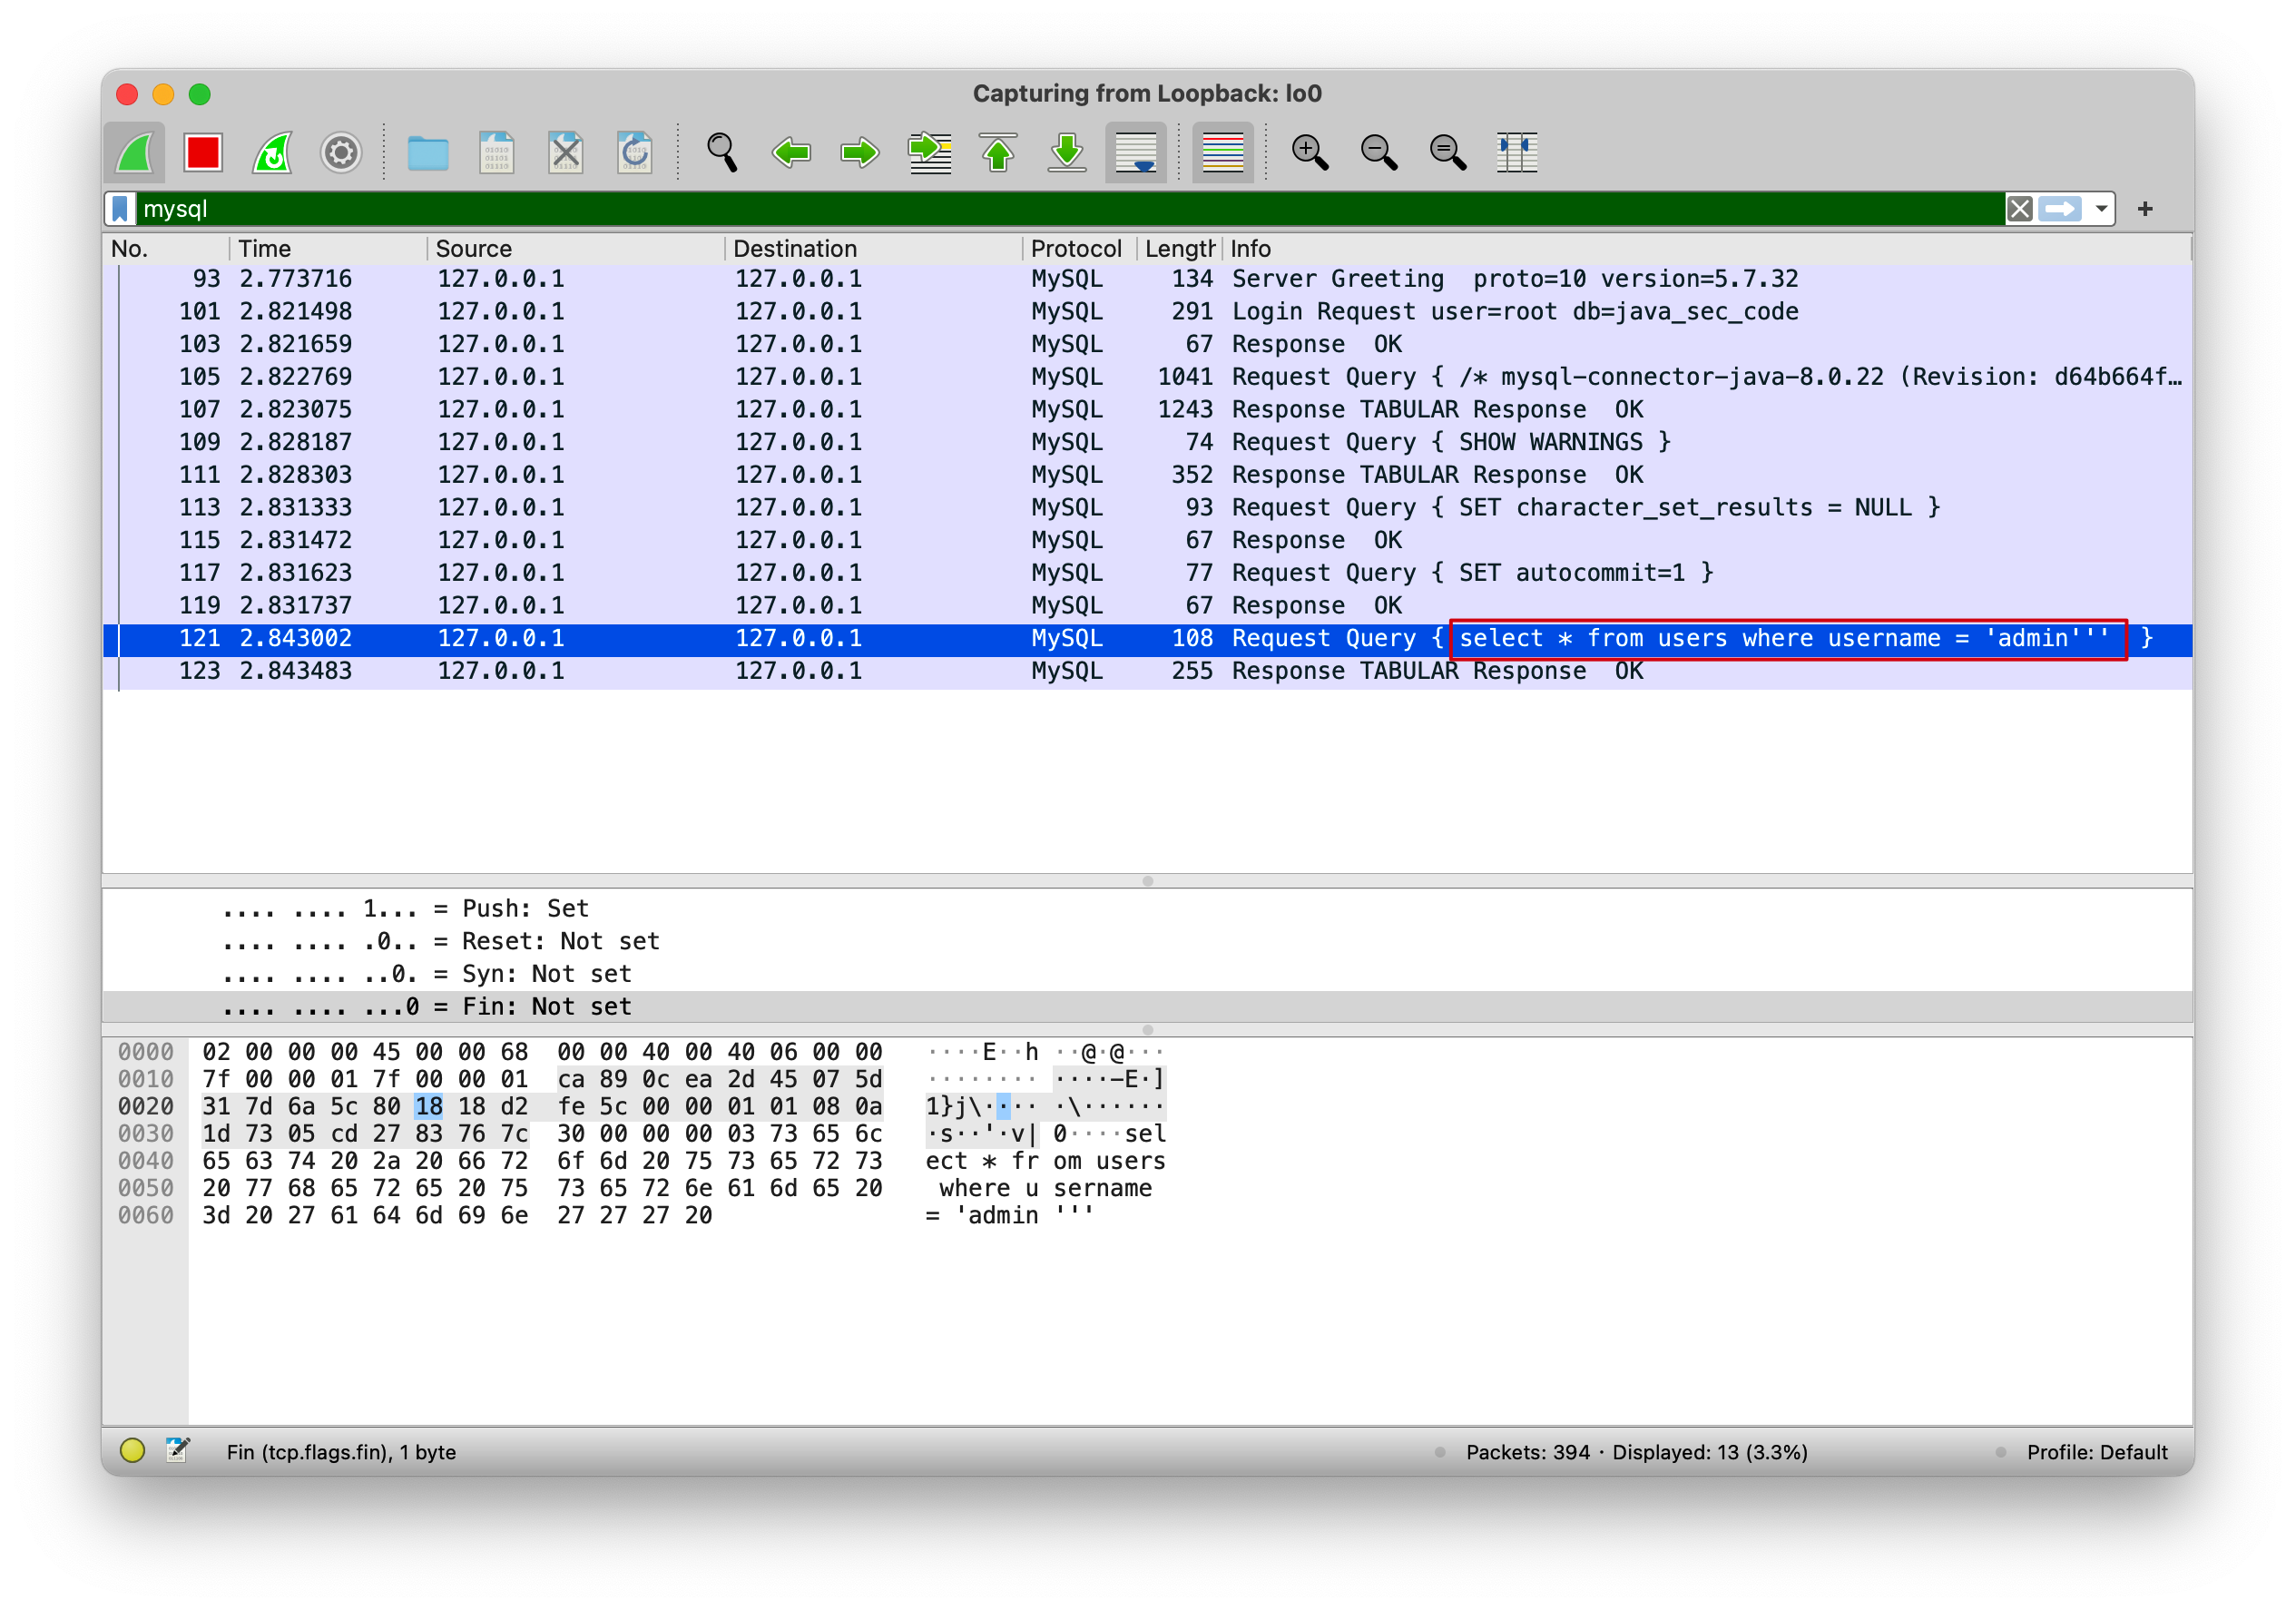 Capturing from Loopback: lo0
mysql
No. Time Source Destination Protocol Length Info
93 2.773716 127.0.0.1 127.0.0.1 MySQL 134 Server Greeting  proto=10 version=5.7.32
101 2.821498 127.0.0.1 127.0.0.1 MySQL 291 Login Request user=root db=java_sec_code
103 2.821659 127.0.0.1 127.0.0.1 MySQL 67 Response  OK
105 2.822769 127.0.0.1 127.0.0.1 MySQL 1041 Request Query { /* mysql-connector-java-8.0.22 (Revision: d64b664f…
107 2.823075 127.0.0.1 127.0.0.1 MySQL 1243 Response TABULAR Response  OK
109 2.828187 127.0.0.1 127.0.0.1 MySQL 74 Request Query { SHOW WARNINGS }
111 2.828303 127.0.0.1 127.0.0.1 MySQL 352 Response TABULAR Response  OK
113 2.831333 127.0.0.1 127.0.0.1 MySQL 93 Request Query { SET character_set_results = NULL }
115 2.831472 127.0.0.1 127.0.0.1 MySQL 67 Response  OK
117 2.831623 127.0.0.1 127.0.0.1 MySQL 77 Request Query { SET autocommit=1 }
119 2.831737 127.0.0.1 127.0.0.1 MySQL 67 Response  OK
121 2.843002 127.0.0.1 127.0.0.1 MySQL 108 Request Query { select * from users where username = 'admin'''  }
123 2.843483 127.0.0.1 127.0.0.1 MySQL 255 Response TABULAR Response  OK
.... .... 1... = Push: Set
.... .... .0.. = Reset: Not set
.... .... ..0. = Syn: Not set
.... .... ...0 = Fin: Not set
0000 02 00 00 00 45 00 00 68 00 00 40 00 40 06 00 00 ····E··h ··@·@···
0010 7f 00 00 01 7f 00 00 01 ca 89 0c ea 2d 45 07 5d ········ ····-E·]
0020 31 7d 6a 5c 80 18 18 d2 fe 5c 00 00 01 01 08 0a 1}j\···· ·\······
0030 1d 73 05 cd 27 83 76 7c 30 00 00 00 03 73 65 6c ·s··'·v| 0····sel
0040 65 63 74 20 2a 20 66 72 6f 6d 20 75 73 65 72 73 ect * fr om users
0050 20 77 68 65 72 65 20 75 73 65 72 6e 61 6d 65 20 where u sername
0060 3d 20 27 61 64 6d 69 6e 27 27 27 20 = 'admin '''
Fin (tcp.flags.fin), 1 byte Packets: 394 · Displayed: 13 (3.3%) Profile: Default